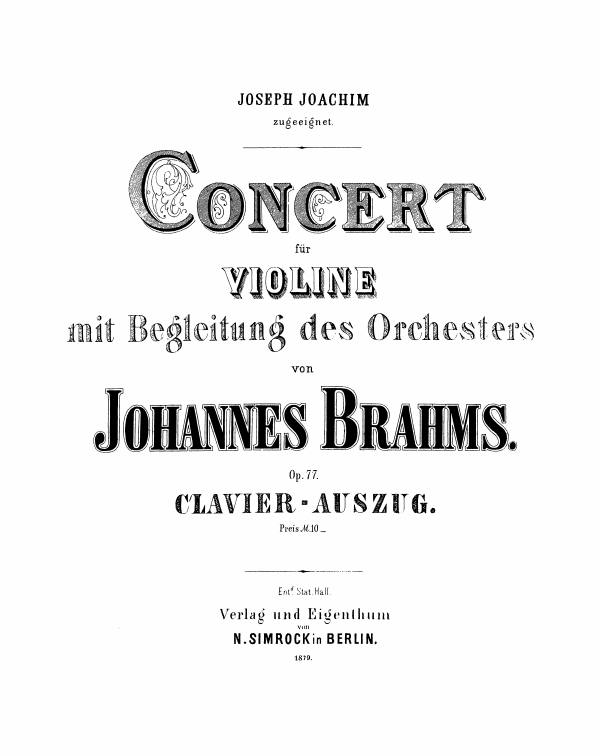 JOSEPH JOACHIM
zugeeignet.
CONCERT
für
VIOLINE
mit Begleitung des Orchesters
von
JOHANNES BRAHMS.
Op. 77.
CLAVIER-AUSZUG.
Preis M.10_
Entᵈ Stat. Hall.
Verlag und Eigenthum
von
N. SIMROCK in BERLIN.
1879.